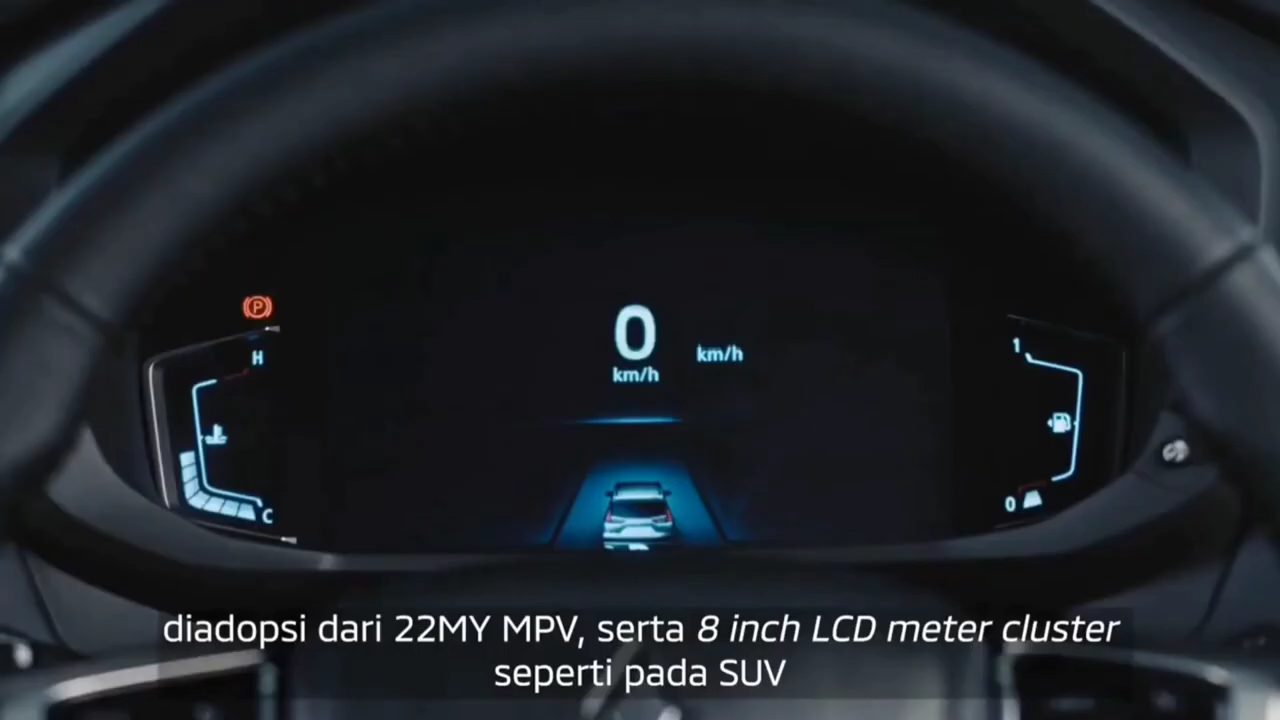 P
H
0
km/h
km/h
1
C
0
diadopsi dari 22MY MPV, serta 8 inch LCD meter cluster
seperti pada SUV